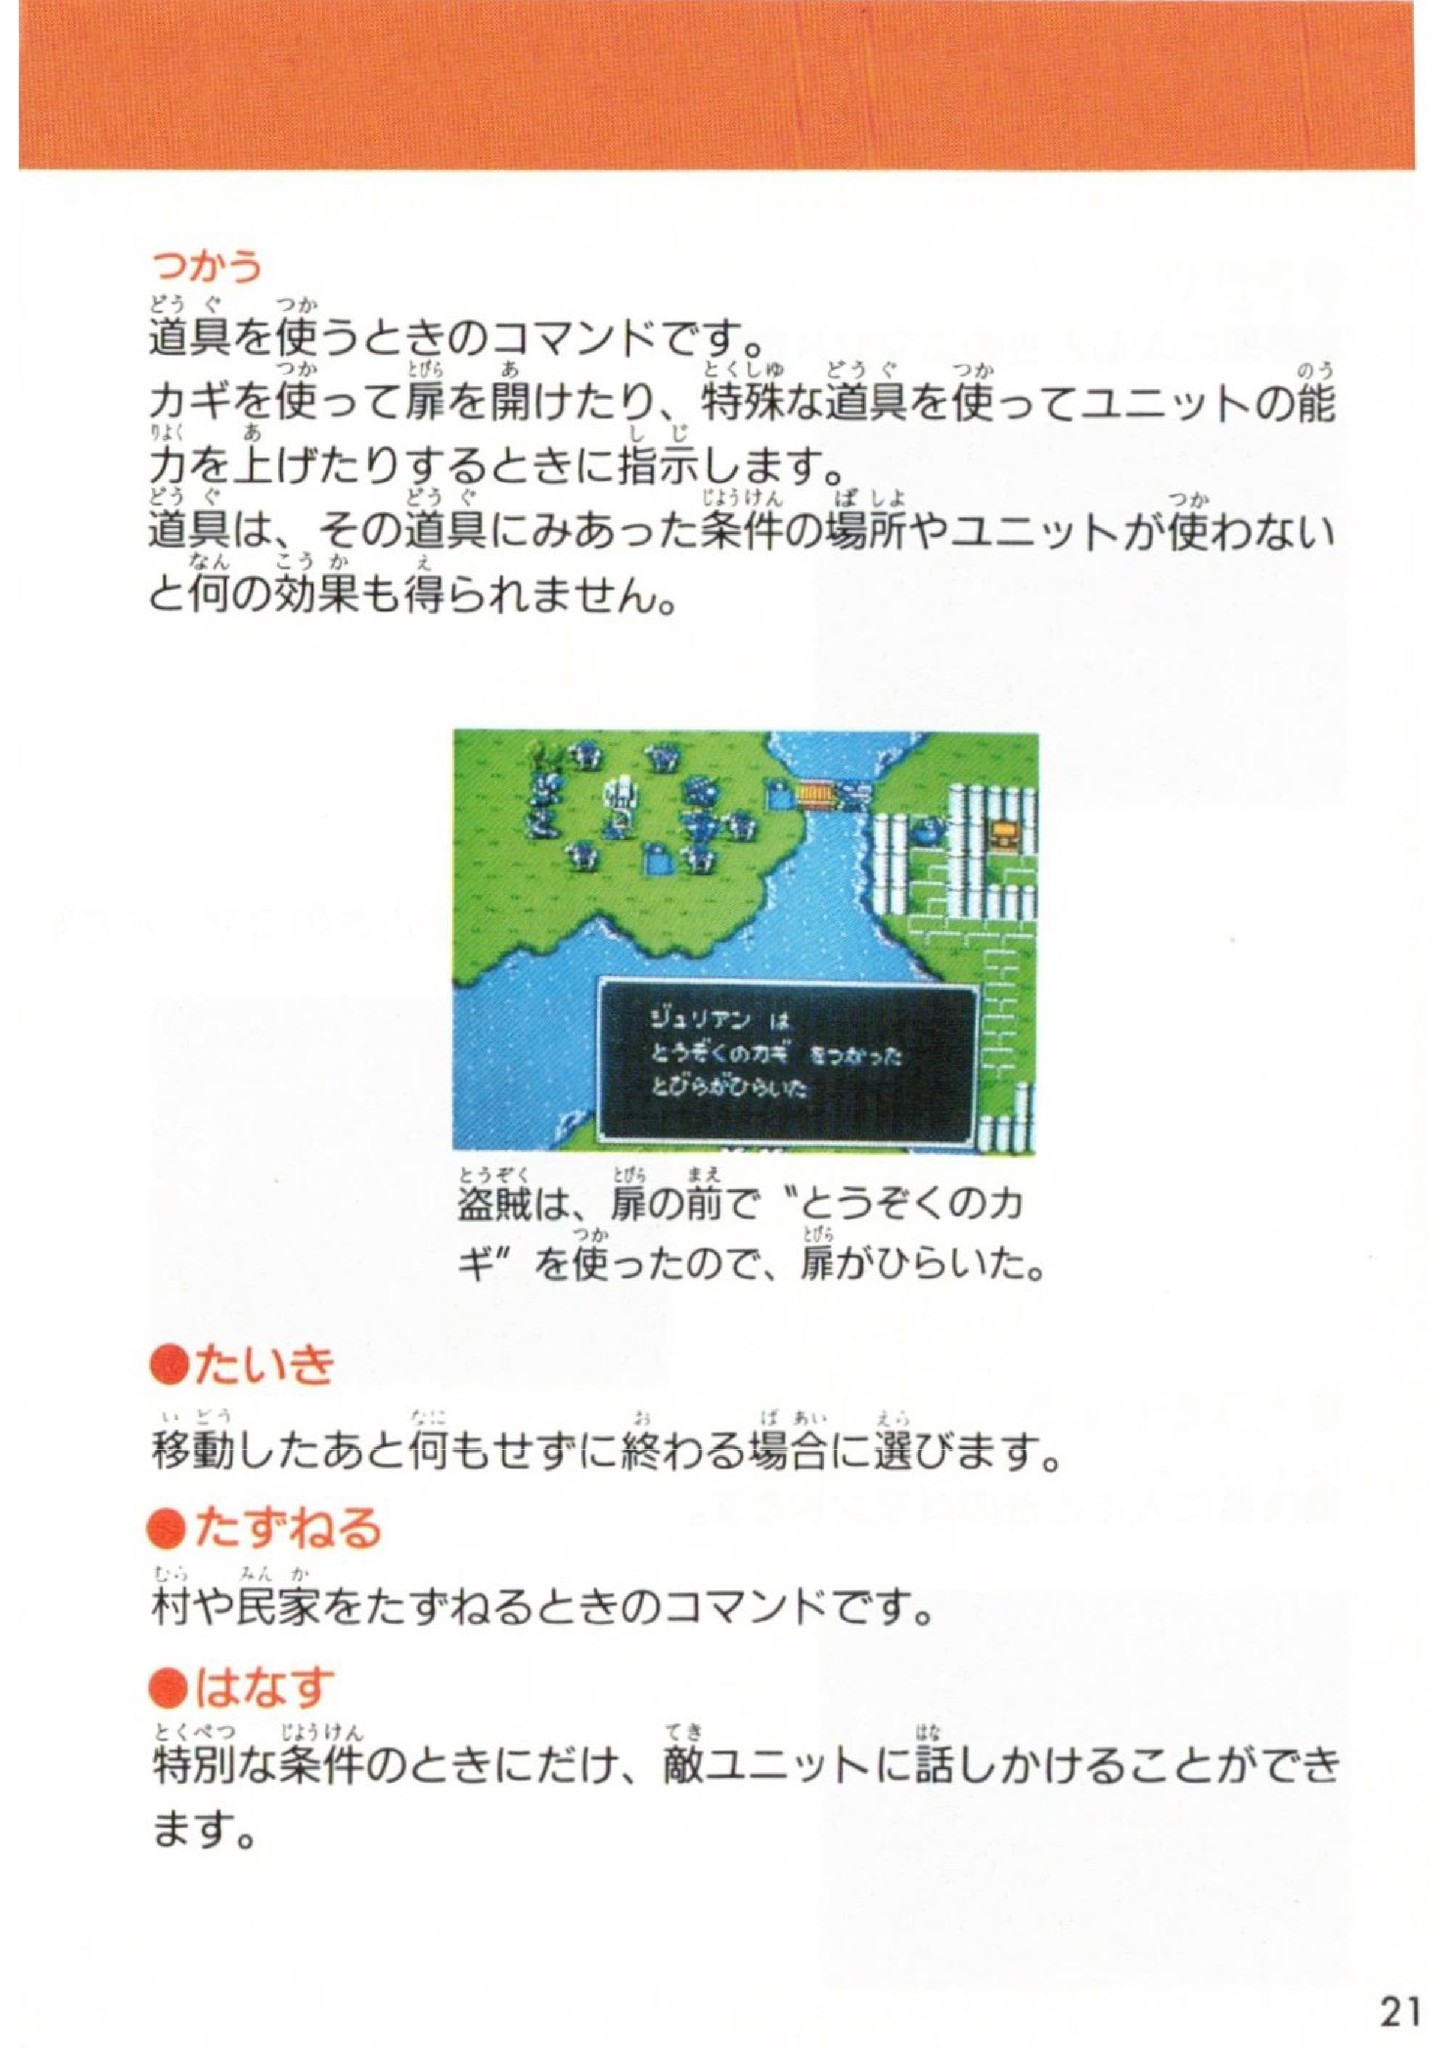 つかう
道具を使うときのコマンドです。
カギを使って扉を開けたり、特殊な道具を使ってユニットの能
力を上げたりするときに指示します。
道具は、その道具にみあった条件の場所やユニットが使わない
と何の効果も得られません。
ジュリアン は
とうぞくのカギ をつかった
とびらがひらいた
盗賊は、扉の前で〝とうぞくのカ
ギ〟を使ったので、扉がひらいた。
●たいき
移動したあと何もせずに終わる場合に選びます。
●たずねる
村や民家をたずねるときのコマンドです。
●はなす
特別な条件のときにだけ、敵ユニットに話しかけることができ
ます。
21